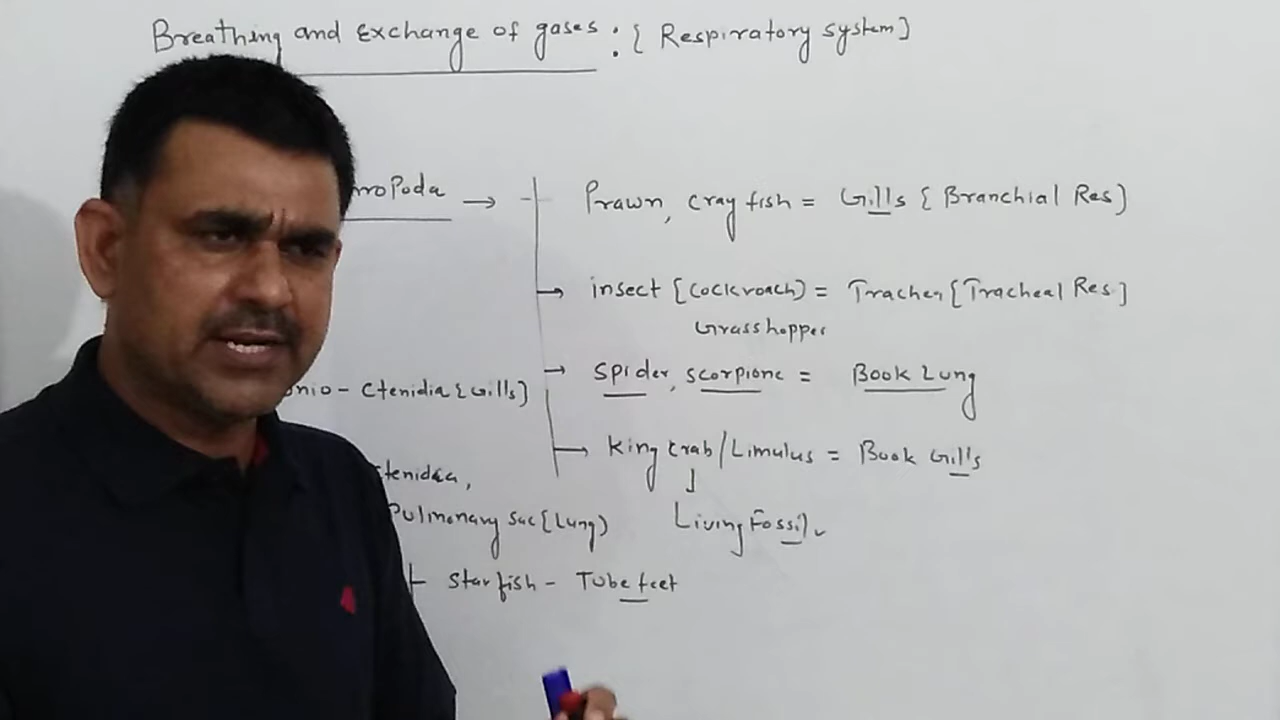 Breathing and Exchange of gases : { Respiratory system}
roPoda → Prawn, Cray fish = Gills { Branchial Res}
→ insect {Cockroach) = Trachea {Tracheal Res.}
Grasshopper
→ Spider, Scorpione = Book Lung
onio - Ctenidia {Gills}
→ King Crab/Limulus = Book Gills
tenidia,
Pulmonary Sac {Lung)
Living Fossil
Starfish - Tube feet